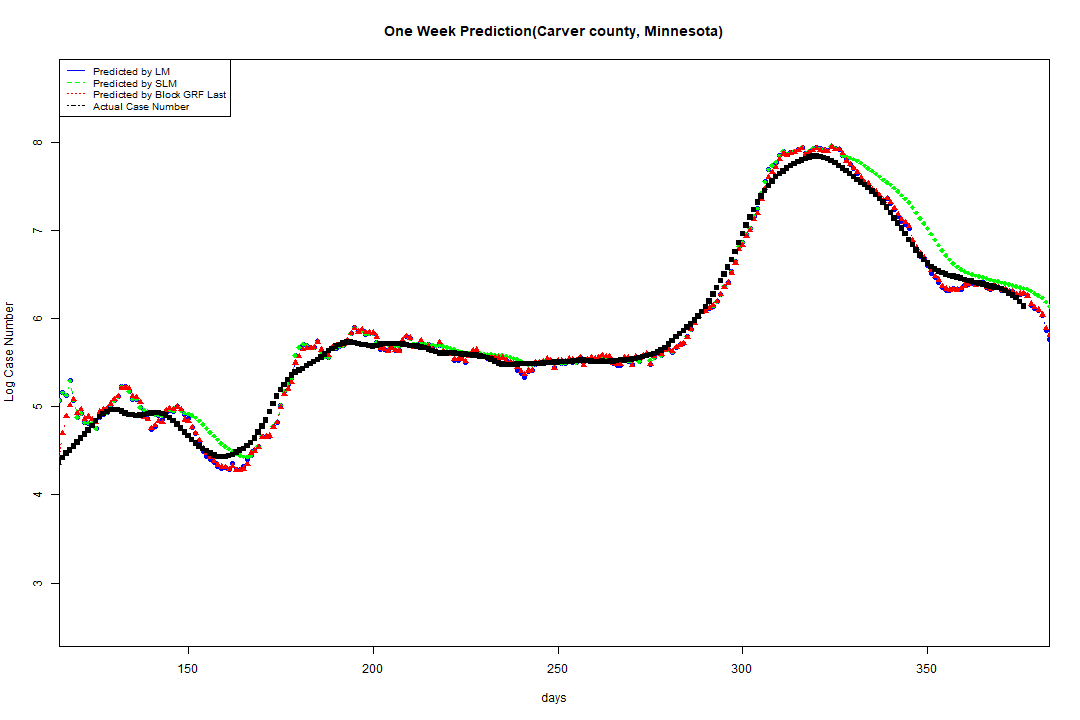 One Week Prediction(Carver county, Minnesota)
Predicted by LM
Predicted by SLM
Predicted by Block GRF Last
Actual Case Number
Log Case Number
8
7
6
5
4
3
150 200 250 300 350
days